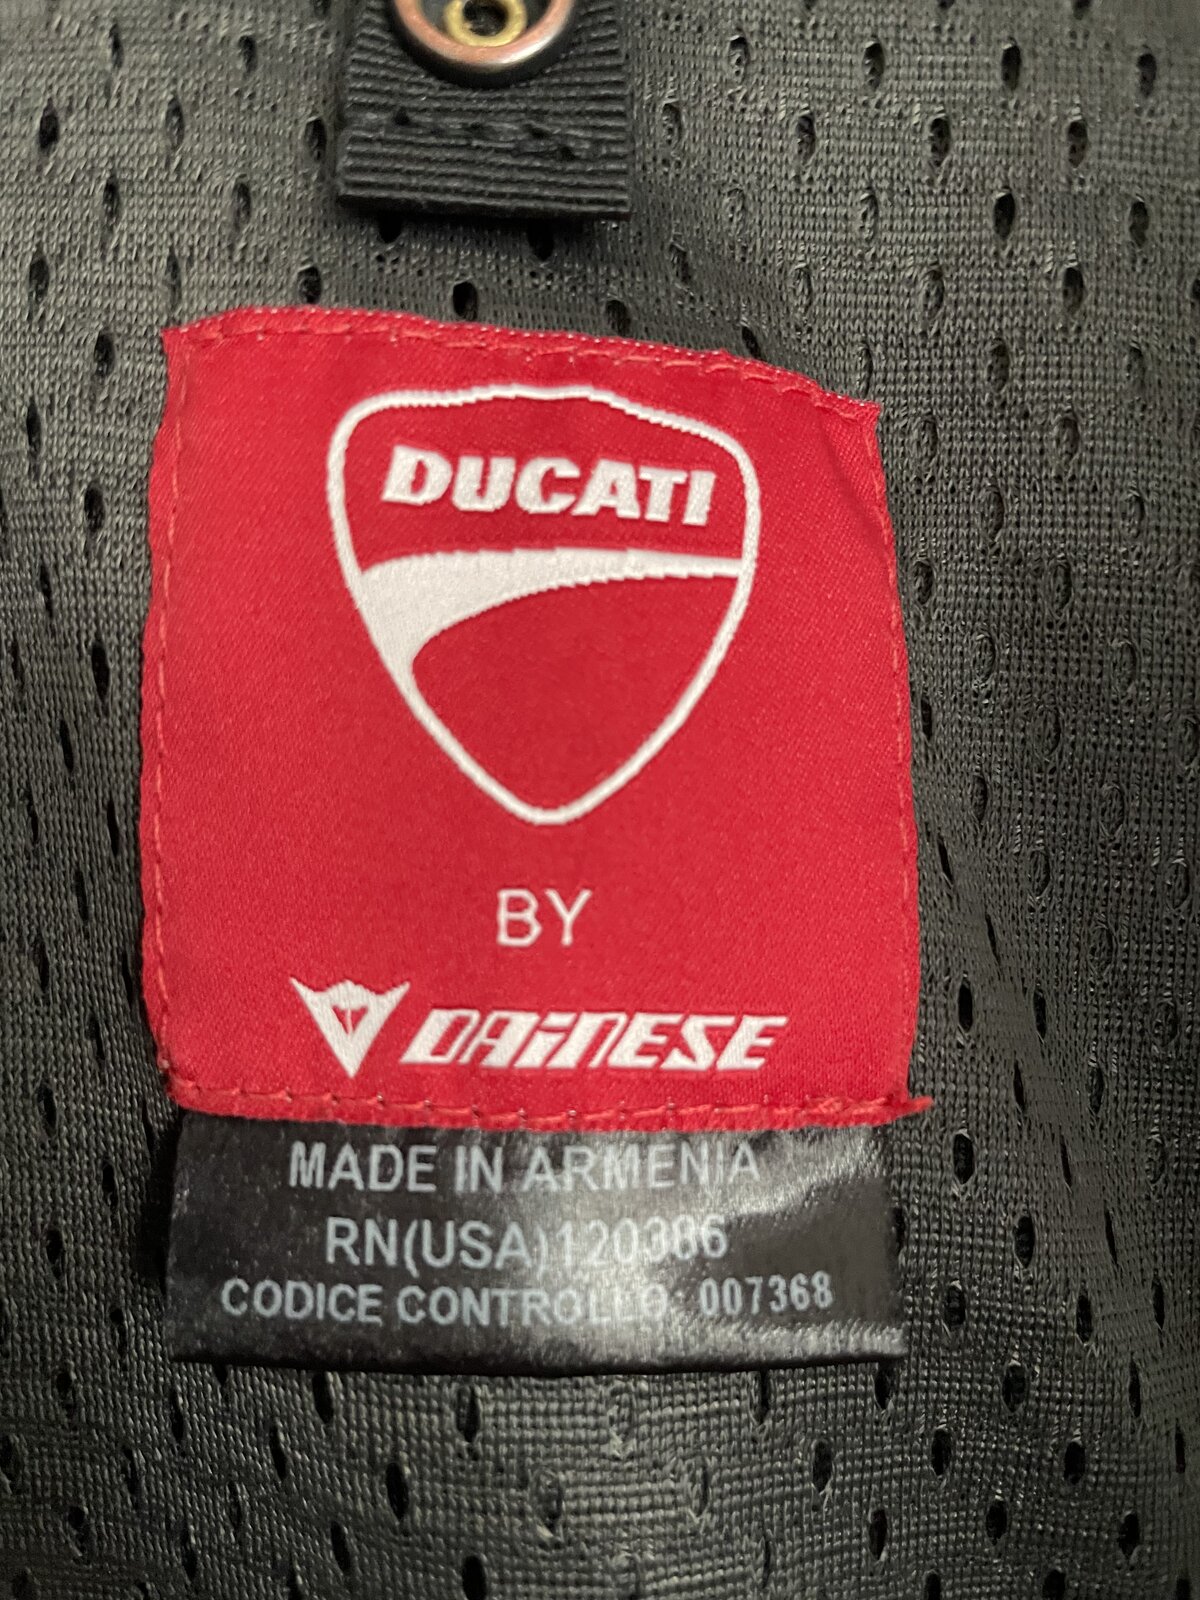 DUCATI
BY
DAINESE
MADE IN ARMENIA
RN(USA)120386
CODICE CONTROLLO: 007368